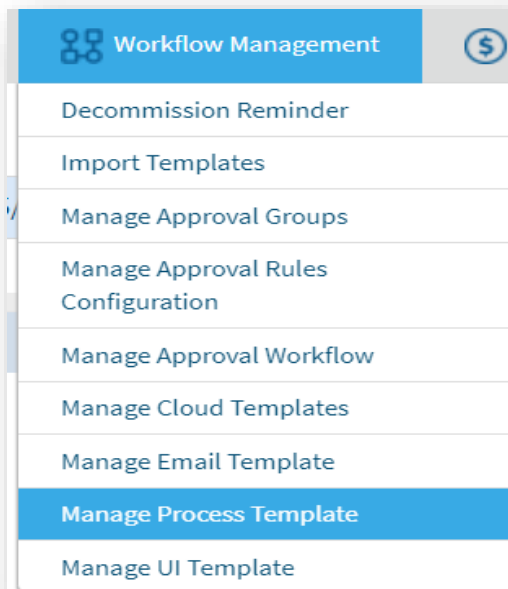 Workflow Management
Decommission Reminder
Import Templates
Manage Approval Groups
Manage Approval Rules
Configuration
Manage Approval Workflow
Manage Cloud Templates
Manage Email Template
Manage Process Template
Manage UI Template